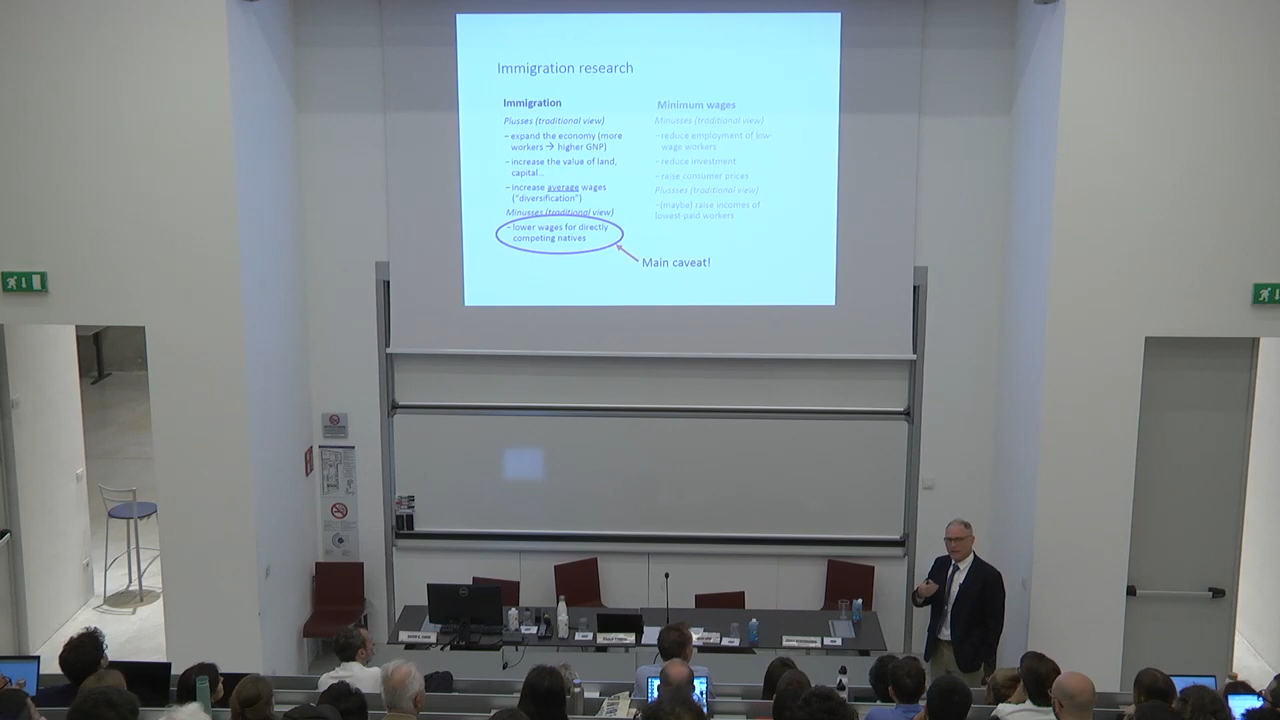 Immigration research
Immigration
Plusses (traditional view)
– expand the economy (more
workers → higher GNP)
– increase the value of land,
capital...
– increase average wages
("diversification")
Minusses (traditional view)
– lower wages for directly
competing natives
Main caveat!
Minimum wages
Minusses (traditional view)
– reduce employment of low-
wage workers
– reduce investment
– raise consumer prices
Plusses (traditional view)
– (maybe) raise incomes of
lowest-paid workers